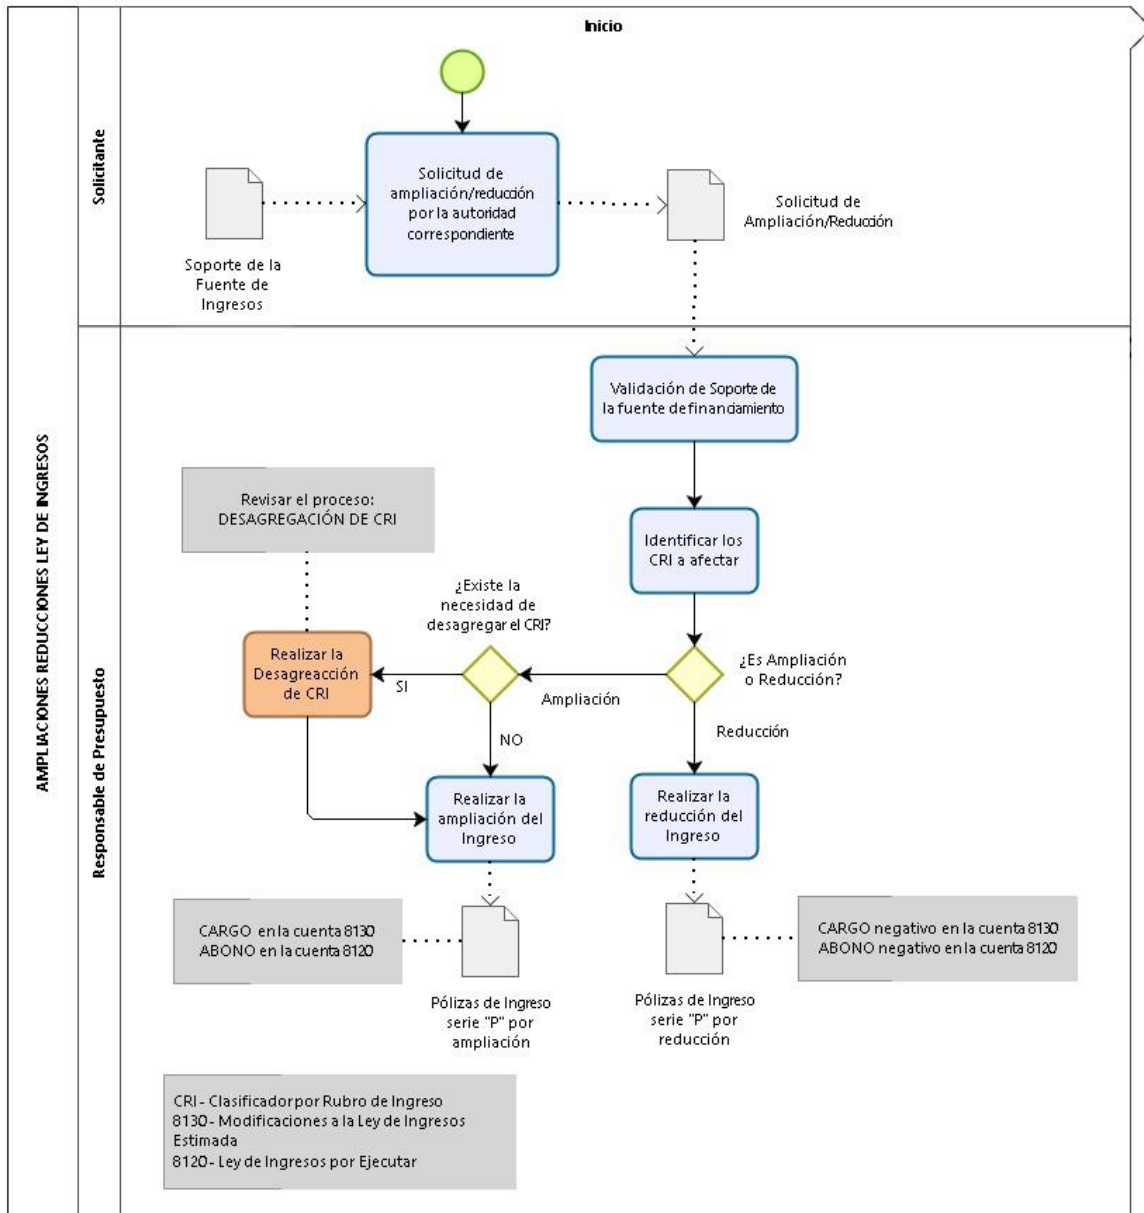 AMPLIACIONES REDUCCIONES LEY DE INGRESOS
Inicio
Solicitante
Solicitud de
ampliación/reducción
por la autoridad
correspondiente
Soporte de la
Fuente de
Ingresos
Solicitud de
Ampliación/Reducción
Responsable de Presupuesto
Validación de Soporte de
la fuente de financiamiento
Identificar los
CRI a afectar
Revisar el proceso:
DESAGREGACIÓN DE CRI
¿Existe la
necesidad de
desagregar el CRI?
¿Es Ampliación
o Reducción?
Realizar la
Desagreacción
de CRI
SI
Ampliación
NO
Reducción
Realizar la
ampliación del
Ingreso
Realizar la
reducción del
Ingreso
CARGO en la cuenta 8130
ABONO en la cuenta 8120
CARGO negativo en la cuenta 8130
ABONO negativo en la cuenta 8120
Pólizas de Ingreso
serie "P" por
ampliación
Pólizas de Ingreso
serie "P" por
reducción
CRI - Clasificador por Rubro de Ingreso
8130 - Modificaciones a la Ley de Ingresos
Estimada
8120 - Ley de Ingresos por Ejecutar